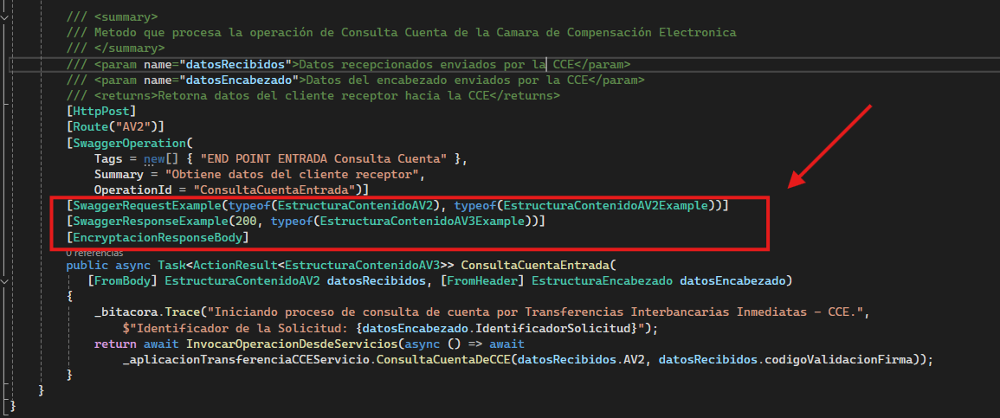 /// <summary>
/// Metodo que procesa la operación de Consulta Cuenta de la Camara de Compensación Electronica
/// </summary>
/// <param name="datosRecibidos">Datos recepcionados enviados por la CCE</param>
/// <param name="datosEncabezado">Datos del encabezado enviados por la CCE</param>
/// <returns>Retorna datos del cliente receptor hacia la CCE</returns>
[HttpPost]
[Route("AV2")]
[SwaggerOperation(
Tags = new[] { "END POINT ENTRADA Consulta Cuenta" },
Summary = "Obtiene datos del cliente receptor",
OperationId = "ConsultaCuentaEntrada")]
[SwaggerRequestExample(typeof(EstructuraContenidoAV2), typeof(EstructuraContenidoAV2Example))]
[SwaggerResponseExample(200, typeof(EstructuraContenidoAV3Example))]
[EncryptacionResponseBody]
0 referencias
public async Task<ActionResult<EstructuraContenidoAV3>> ConsultaCuentaEntrada(
[FromBody] EstructuraContenidoAV2 datosRecibidos, [FromHeader] EstructuraEncabezado datosEncabezado)
{
_bitacora.Trace("Iniciando proceso de consulta de cuenta por Transferencias Interbancarias Inmediatas - CCE.",
$"Identificador de la Solicitud: {datosEncabezado.IdentificadorSolicitud}");
return await InvocarOperacionDesdeServicios(async () => await
_aplicacionTransferenciaCCEServicio.ConsultaCuentaDeCCE(datosRecibidos.AV2, datosRecibidos.codigoValidacionFirma));
}
}
}